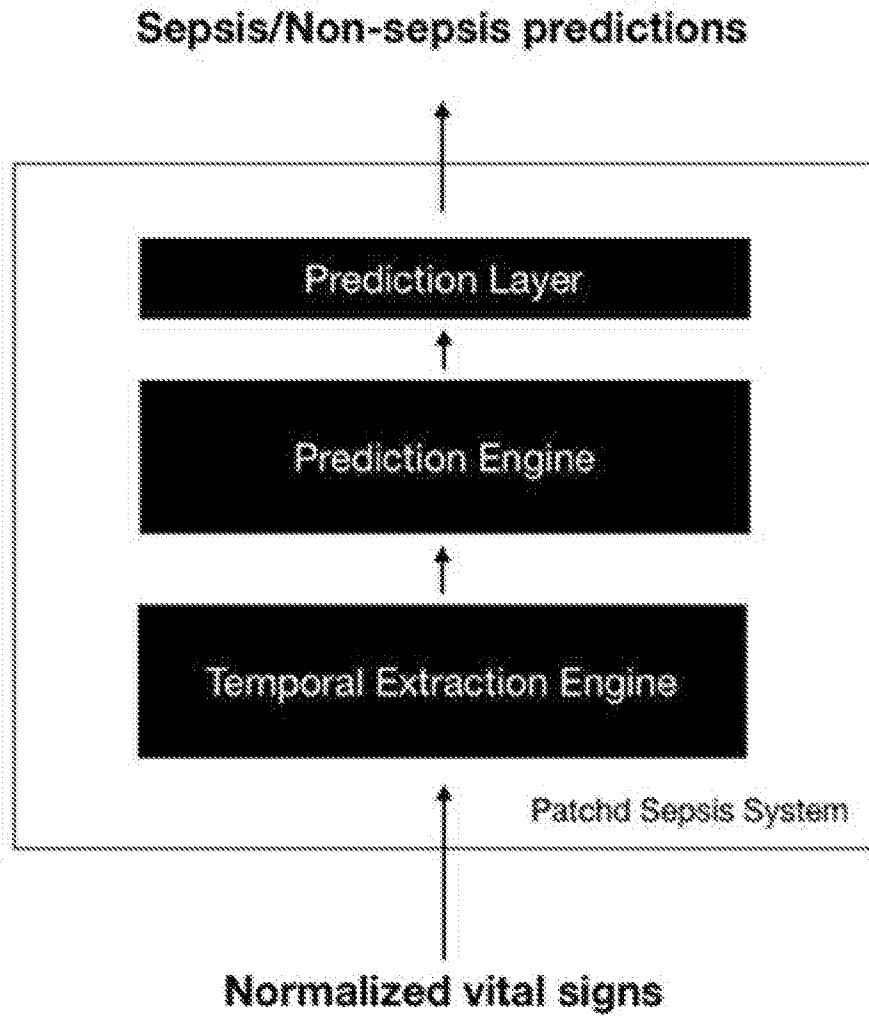 Sepsis/Non-sepsis predictions
Prediction Layer
Prediction Engine
Temporal Extraction Engine
Patchd Sepsis System
Normalized vital signs